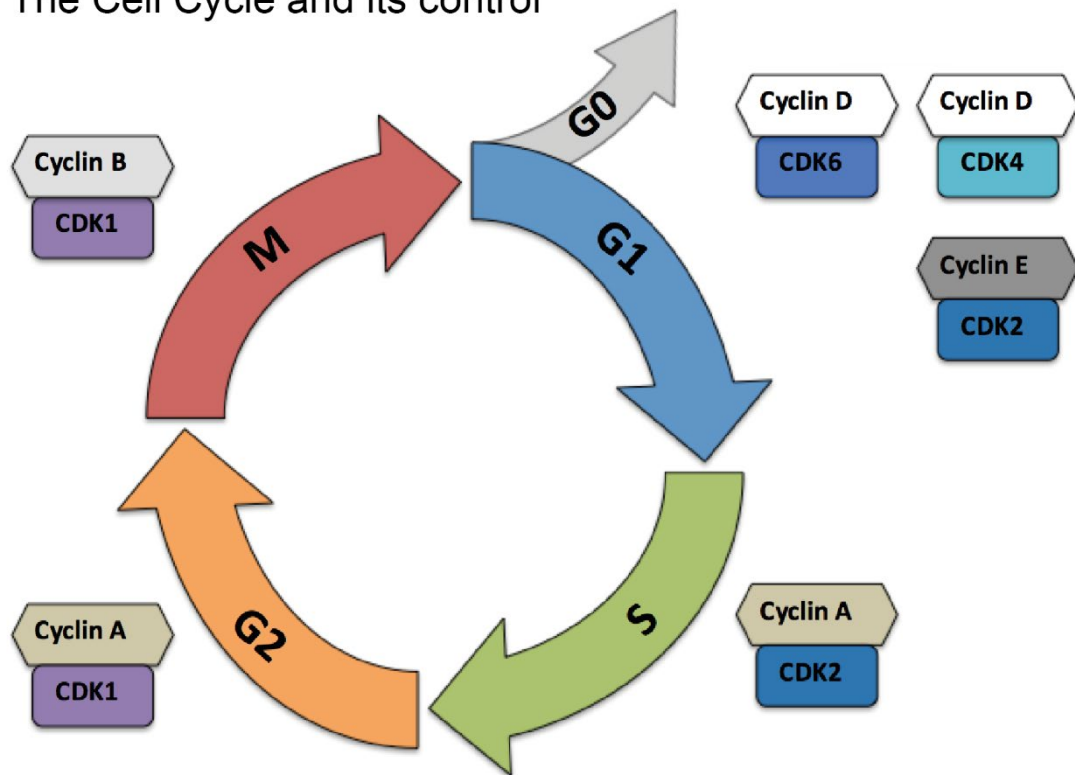 The Cell Cycle and its control
G0
Cyclin D
CDK6
Cyclin D
CDK4
Cyclin B
CDK1
M
G1
Cyclin E
CDK2
G2
S
Cyclin A
CDK1
Cyclin A
CDK2